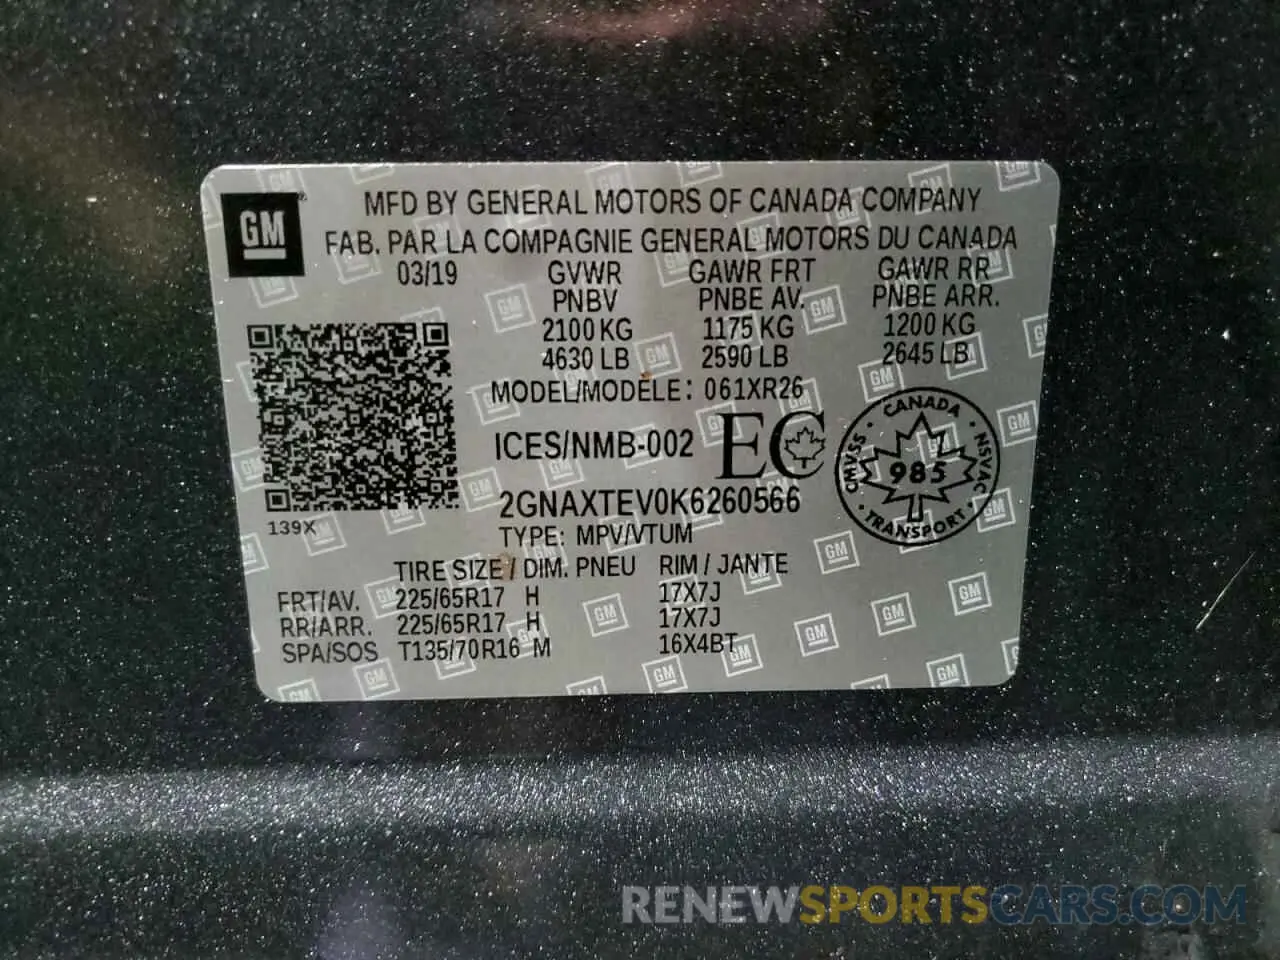 GM
MFD BY GENERAL MOTORS OF CANADA COMPANY
FAB. PAR LA COMPAGNIE GENERAL MOTORS DU CANADA
03/19 GVWR GAWR FRT GAWR RR
PNBV PNBE AV. PNBE ARR.
2100 KG 1175 KG 1200 KG
4630 LB 2590 LB 2645 LB
MODEL/MODÈLE: 061XR26
ICES/NMB-002 EC
CANADA
CMVSS 985 NSVAC
TRANSPORT
2GNAXTEV0K6260566
139X
TYPE: MPV/VTUM
TIRE SIZE / DIM. PNEU RIM / JANTE
FRT/AV. 225/65R17 H 17X7J
RR/ARR. 225/65R17 H 17X7J
SPA/SOS T135/70R16 M 16X4BT
RENEWSPORTSCARS.COM